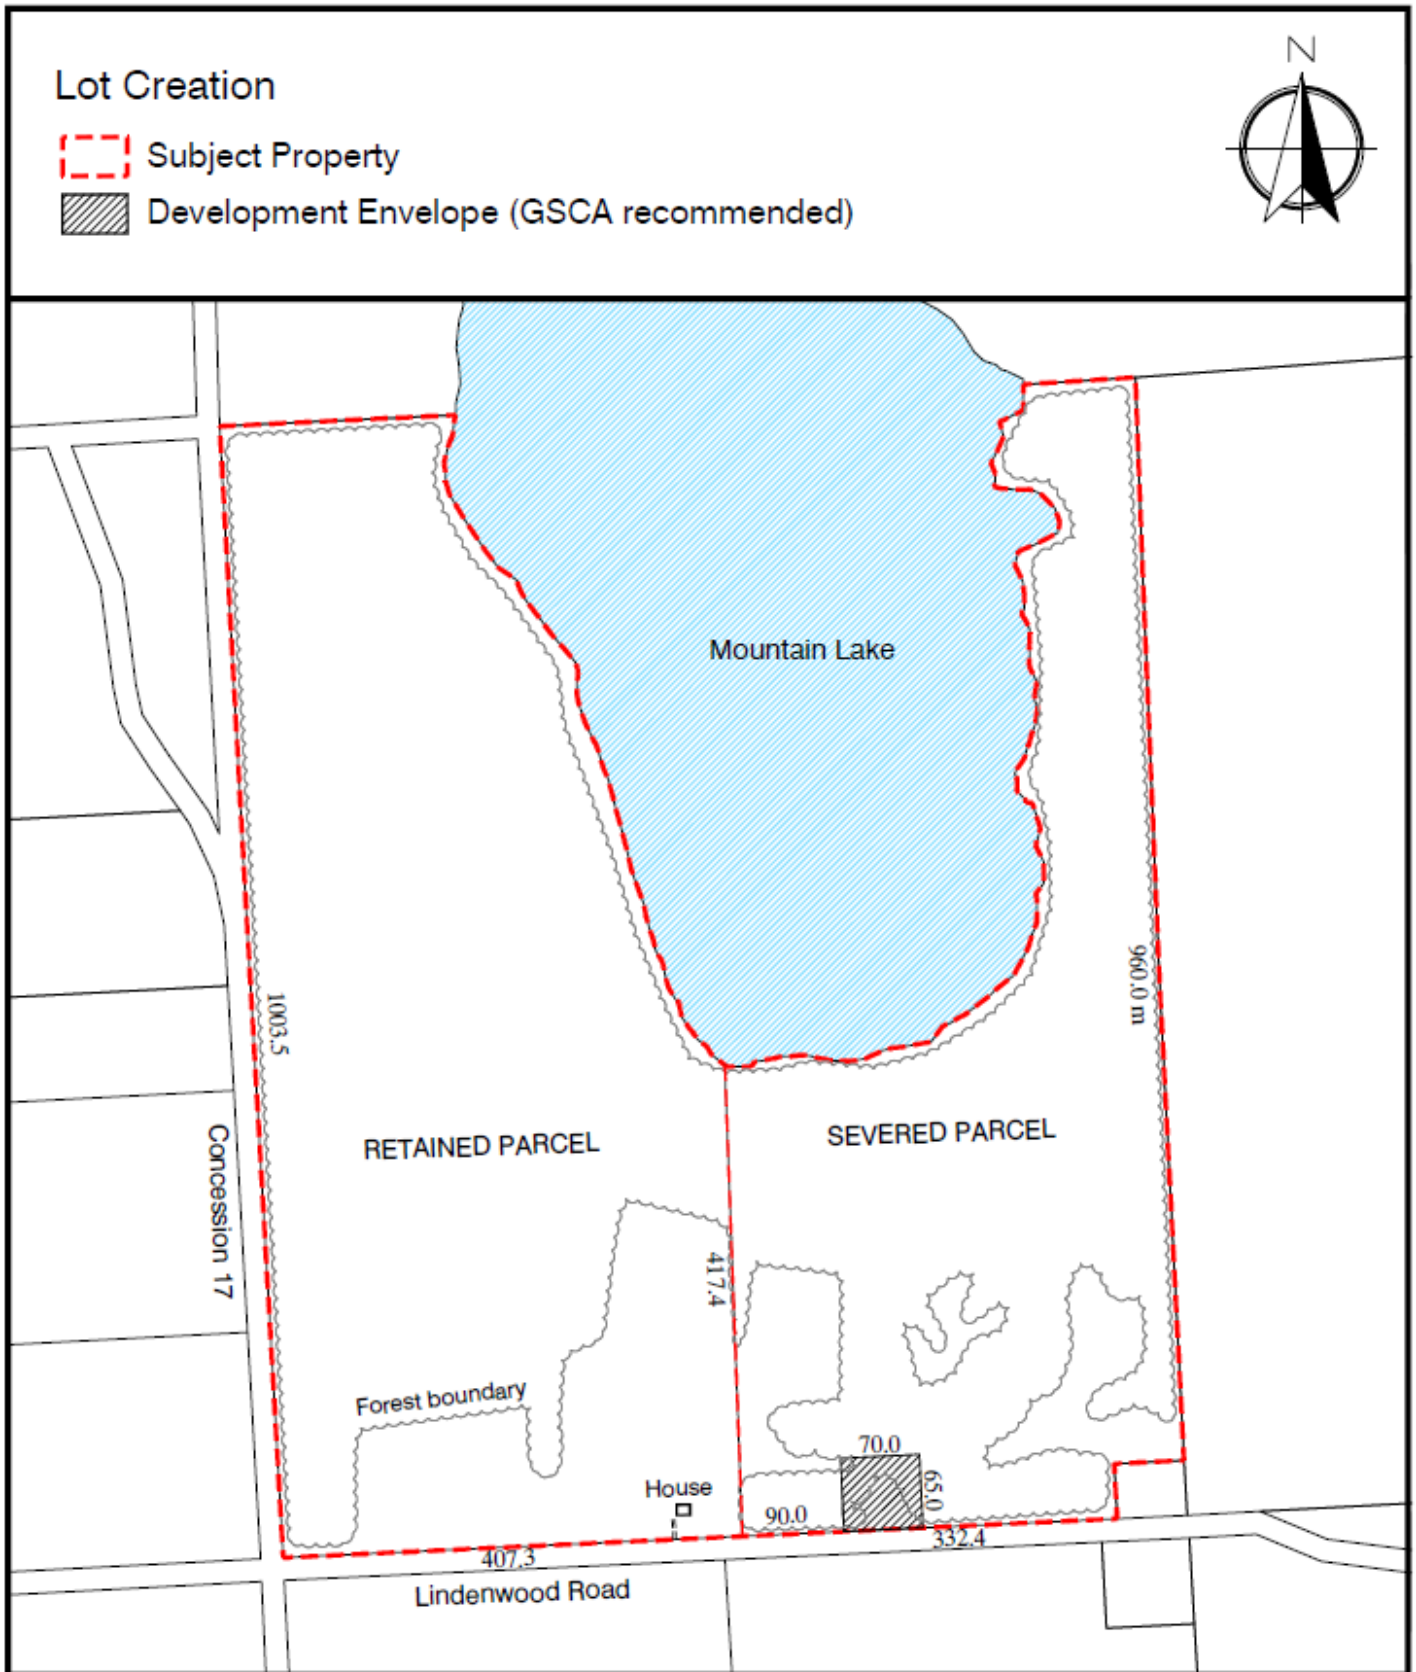 N
Lot Creation
Subject Property
Development Envelope (GSCA recommended)
Mountain Lake
960.0 m
1003.5
RETAINED PARCEL
SEVERED PARCEL
Concession 17
417.4
Forest boundary
70.0
House
65.0
90.0
332.4
407.3
Lindenwood Road